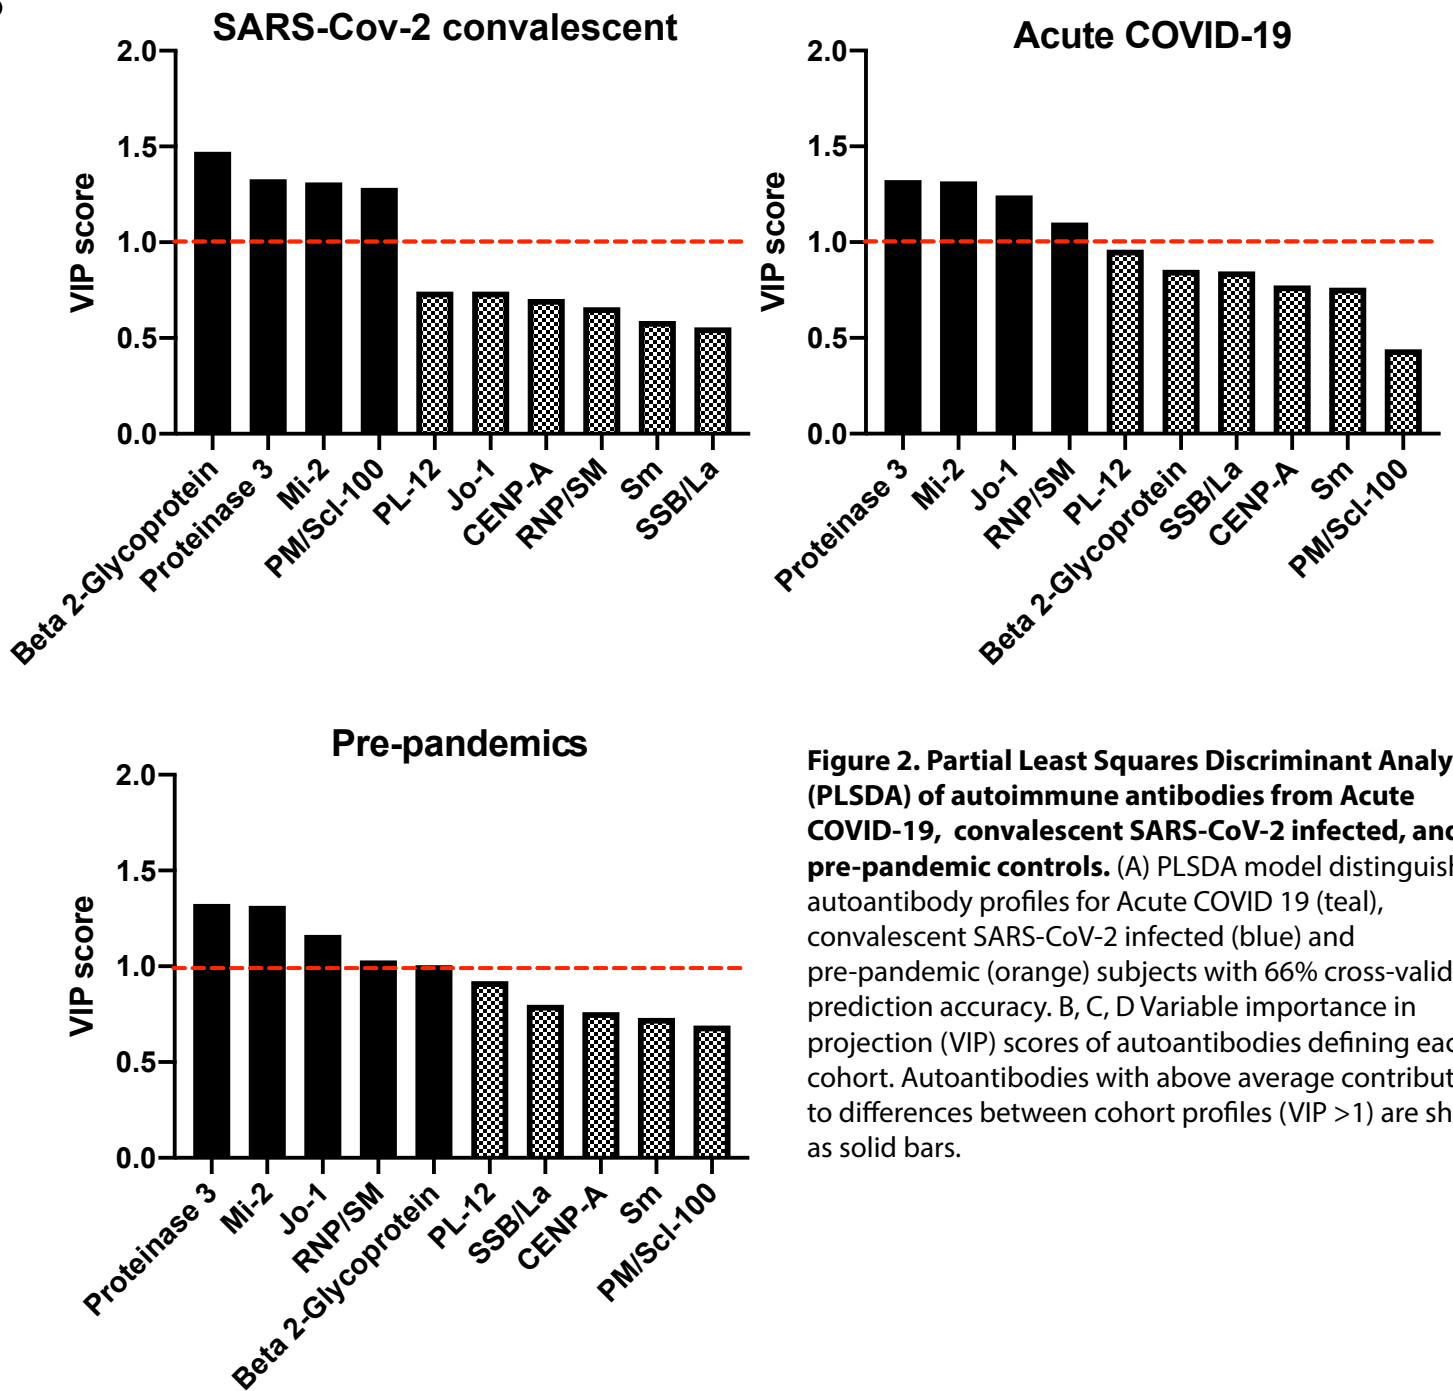 SARS-Cov-2 convalescent
2.0
1.5
1.0
0.5
0.0
VIP score
Beta 2-Glycoprotein
Proteinase 3
Mi-2
PM/Scl-100
PL-12
Jo-1
CENP-A
RNP/SM
Sm
SSB/La
Acute COVID-19
2.0
1.5
1.0
0.5
0.0
VIP score
Proteinase 3
Mi-2
Jo-1
RNP/SM
PL-12
Beta 2-Glycoprotein
SSB/La
CENP-A
Sm
PM/Scl-100
Pre-pandemics
2.0
1.5
1.0
0.5
0.0
VIP score
Proteinase 3
Mi-2
Jo-1
RNP/SM
Beta 2-Glycoprotein
PL-12
SSB/La
CENP-A
Sm
PM/Scl-100
Figure 2. Partial Least Squares Discriminant Analy
(PLSDA) of autoimmune antibodies from Acute
COVID-19, convalescent SARS-CoV-2 infected, and
pre-pandemic controls. (A) PLSDA model distinguish
autoantibody profiles for Acute COVID 19 (teal),
convalescent SARS-CoV-2 infected (blue) and
pre-pandemic (orange) subjects with 66% cross-valid
prediction accuracy. B, C, D Variable importance in
projection (VIP) scores of autoantibodies defining eac
cohort. Autoantibodies with above average contribut
to differences between cohort profiles (VIP >1) are sh
as solid bars.